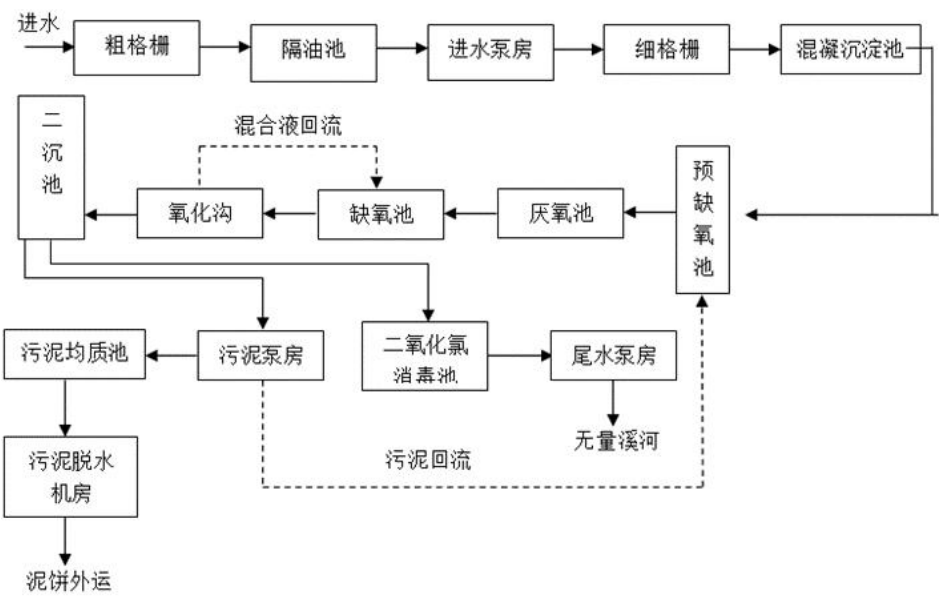 进水
粗格栅
隔油池
进水泵房
细格栅
混凝沉淀池
二
沉
池
混合液回流
氧化沟
缺氧池
厌氧池
预
缺
氧
池
污泥均质池
污泥泵房
二氧化氯
消毒池
尾水泵房
无量溪河
污泥脱水
机房
污泥回流
泥饼外运